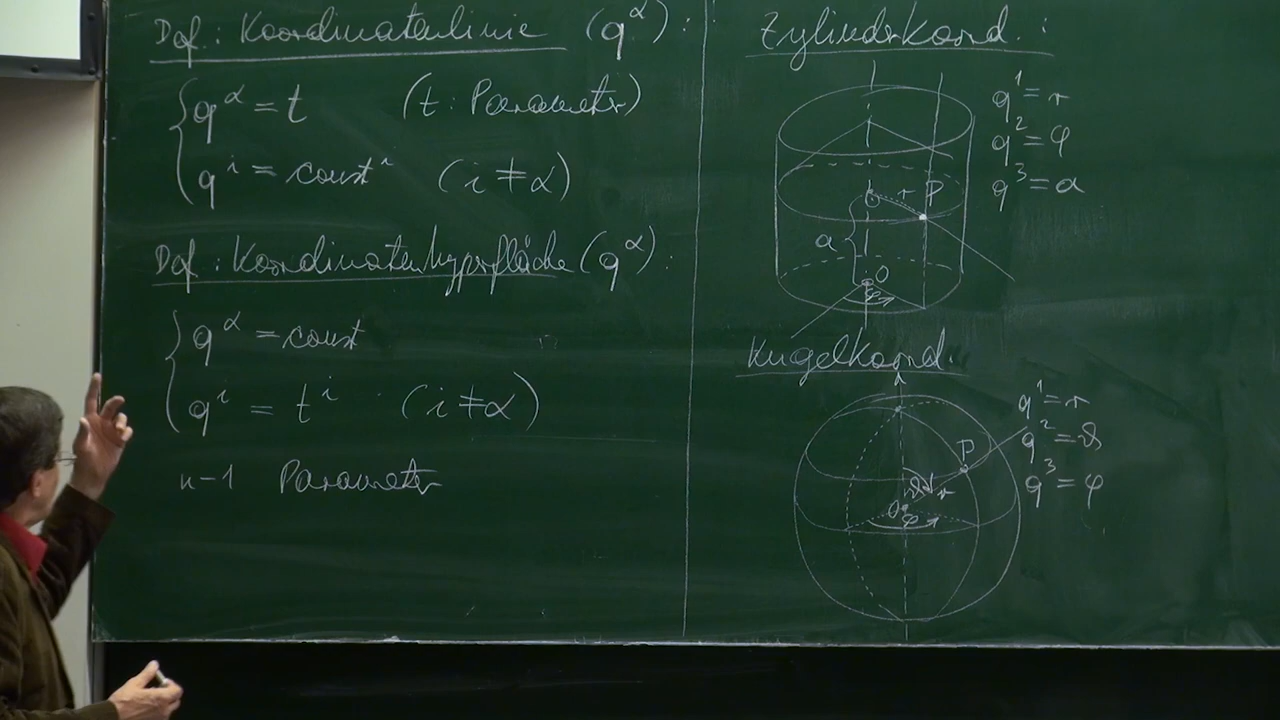 Def.: Koordinatenlinie (q^α):
q^α = t (t: Parameter)
q^i = const^i (i ≠ α)
Def.: Koordinatenhyperfläche (q^α):
q^α = const
q^i = t^i (i ≠ α)
n-1 Parameter
Zylinderkoord.:
q^1 = r
q^2 = φ
q^3 = a
r P
a
O
φ
Kugelkoord.
q^1 = r
q^2 = ϑ
q^3 = φ
P
ϑ r
O
φ